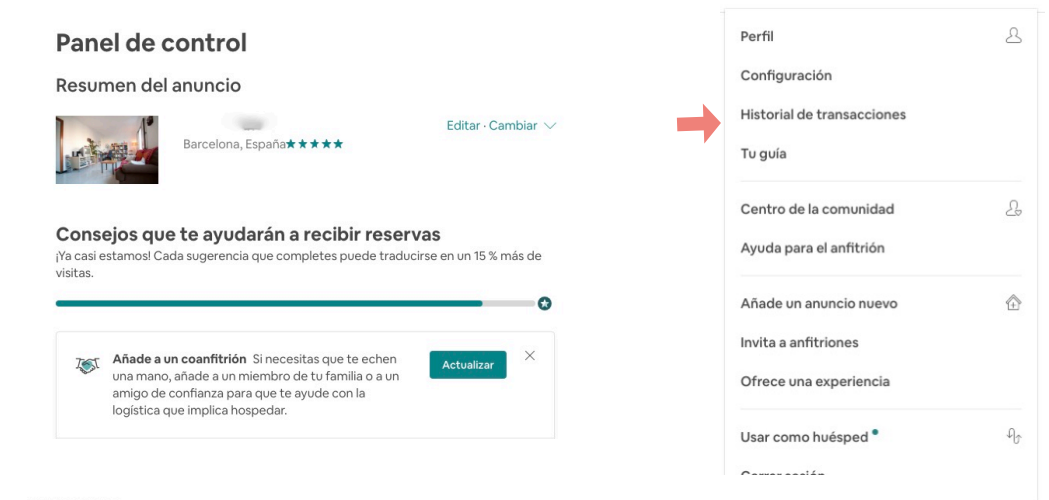 Panel de control
Resumen del anuncio
Editar · Cambiar
Barcelona, España
Consejos que te ayudarán a recibir reservas
¡Ya casi estamos! Cada sugerencia que completes puede traducirse en un 15 % más de
visitas.
Añade a un coanfitrión Si necesitas que te echen
una mano, añade a un miembro de tu familia o a un
amigo de confianza para que te ayude con la
logística que implica hospedar.
Actualizar
Perfil
Configuración
Historial de transacciones
Tu guía
Centro de la comunidad
Ayuda para el anfitrión
Añade un anuncio nuevo
Invita a anfitriones
Ofrece una experiencia
Usar como huésped
Cerrar sesión